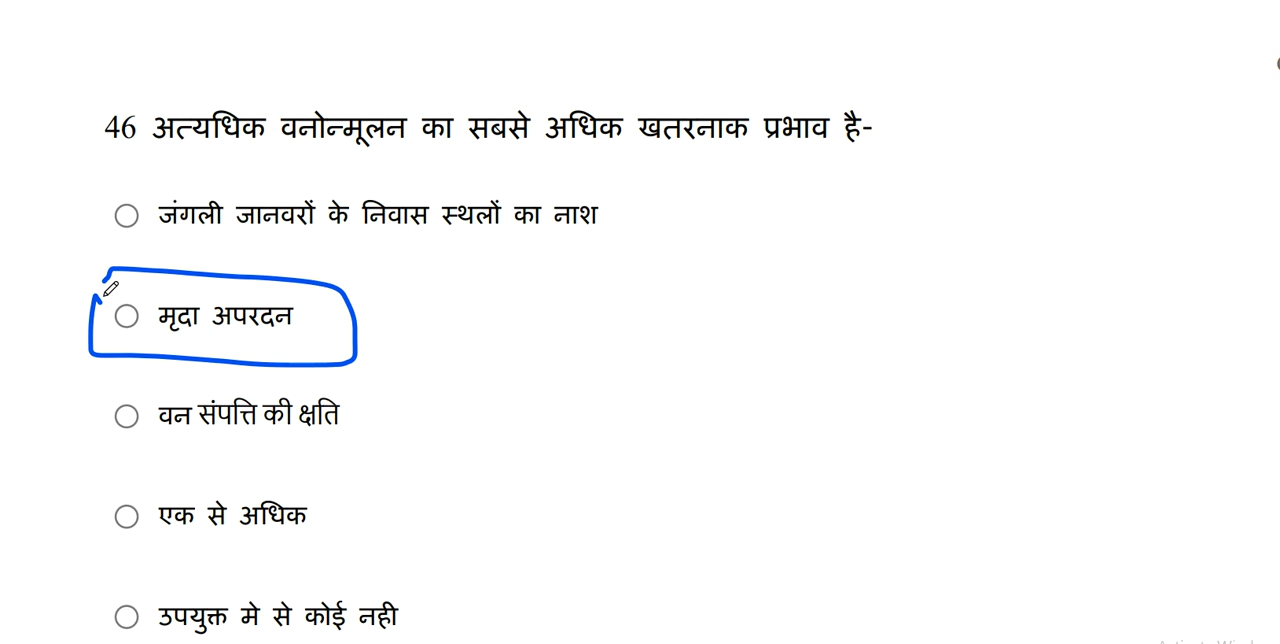 46 अत्यधिक वनोन्मूलन का सबसे अधिक खतरनाक प्रभाव है-
जंगली जानवरों के निवास स्थलों का नाश
मृदा अपरदन
वन संपत्ति की क्षति
एक से अधिक
उपयुक्त मे से कोई नही